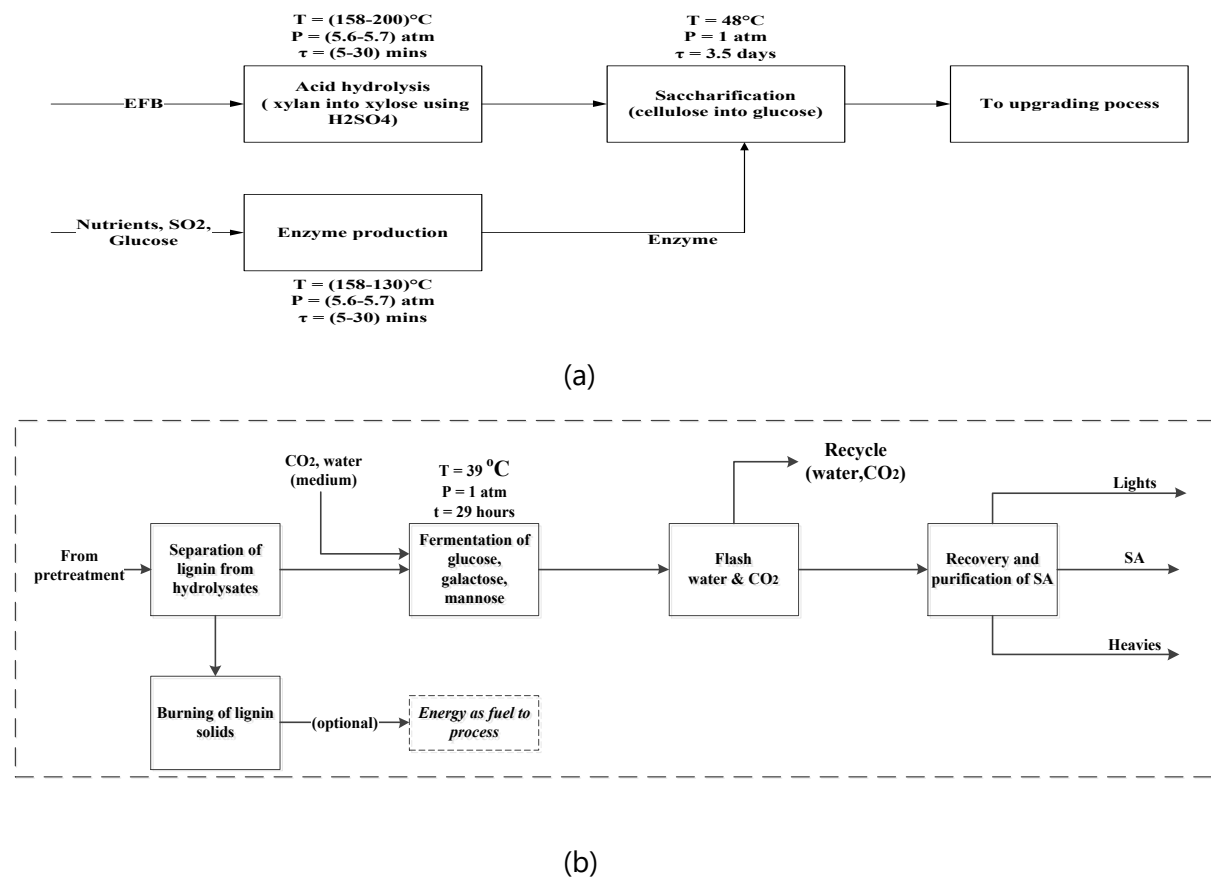 T = (158-200)°C
P = (5.6-5.7) atm
τ = (5-30) mins
T = 48°C
P = 1 atm
τ = 3.5 days
EFB
Acid hydrolysis
( xylan into xylose using
H2SO4)
Saccharification
(cellulose into glucose)
To upgrading pocess
Nutrients, SO2,
Glucose
Enzyme production
Enzyme
T = (158-130)°C
P = (5.6-5.7) atm
τ = (5-30) mins
(a)
CO2, water
(medium)
T = 39 °C
P = 1 atm
t = 29 hours
Recycle
(water,CO2)
Lights
From
pretreatment
Separation of
lignin from
hydrolysates
Fermentation of
glucose,
galactose,
mannose
Flash
water & CO2
Recovery and
purification of SA
SA
Heavies
Burning of lignin
solids
(optional)
Energy as fuel to
process
(b)